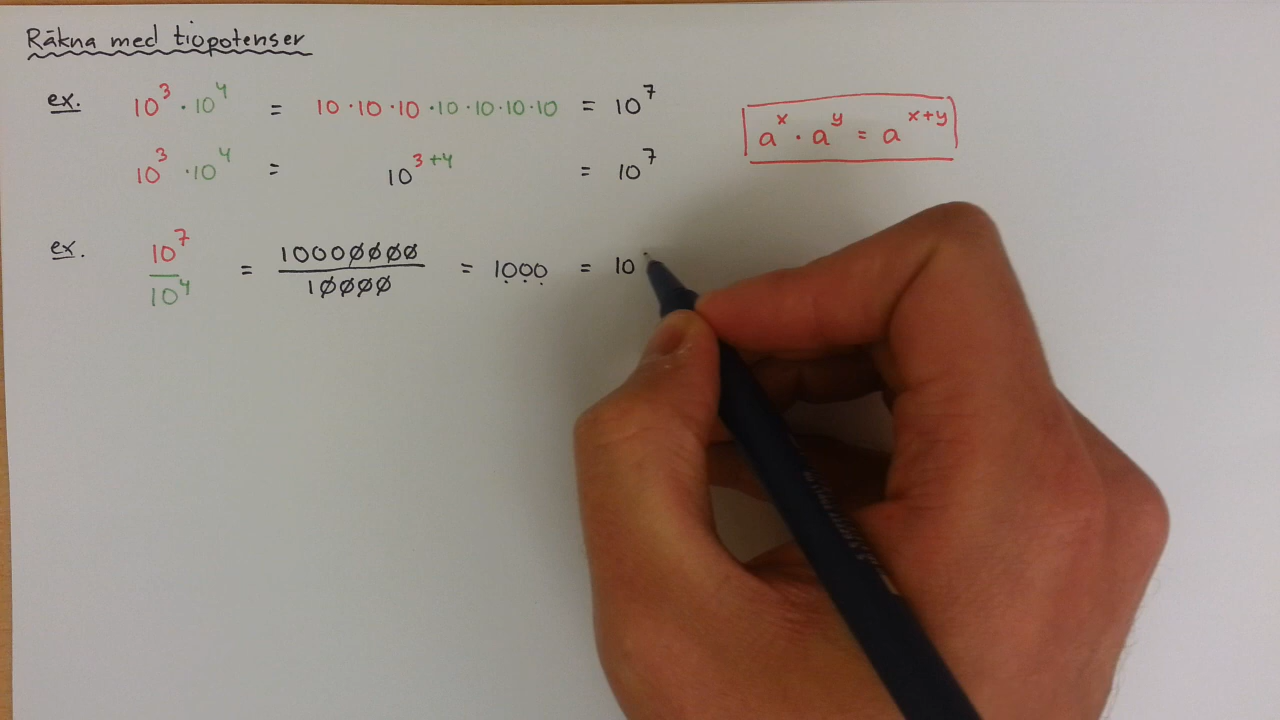 Räkna med tiopotenser
ex. 10³ · 10⁴ = 10 · 10 · 10 · 10 · 10 · 10 · 10 = 10⁷
aˣ · aʸ = aˣ⁺ʸ
10³ · 10⁴ = 10³⁺⁴ = 10⁷
ex. 10⁷/10⁴ = 10000000/10000 = 1000 = 10